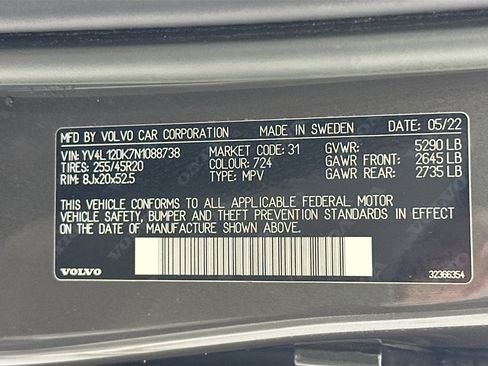 MFD BY VOLVO CAR CORPORATION MADE IN SWEDEN DATE: 05/22
VIN: YV4L12DK7N1088738 MARKET CODE: 31 GVWR: 5290 LB
TIRES: 255/45R20 COLOUR: 724 GAWR FRONT: 2645 LB
RIM: 8Jx20x52.5 TYPE: MPV GAWR REAR: 2735 LB
THIS VEHICLE CONFORMS TO ALL APPLICABLE FEDERAL MOTOR
VEHICLE SAFETY, BUMPER AND THEFT PREVENTION STANDARDS IN EFFECT
ON THE DATE OF MANUFACTURE SHOWN ABOVE.
VOLVO 32366354